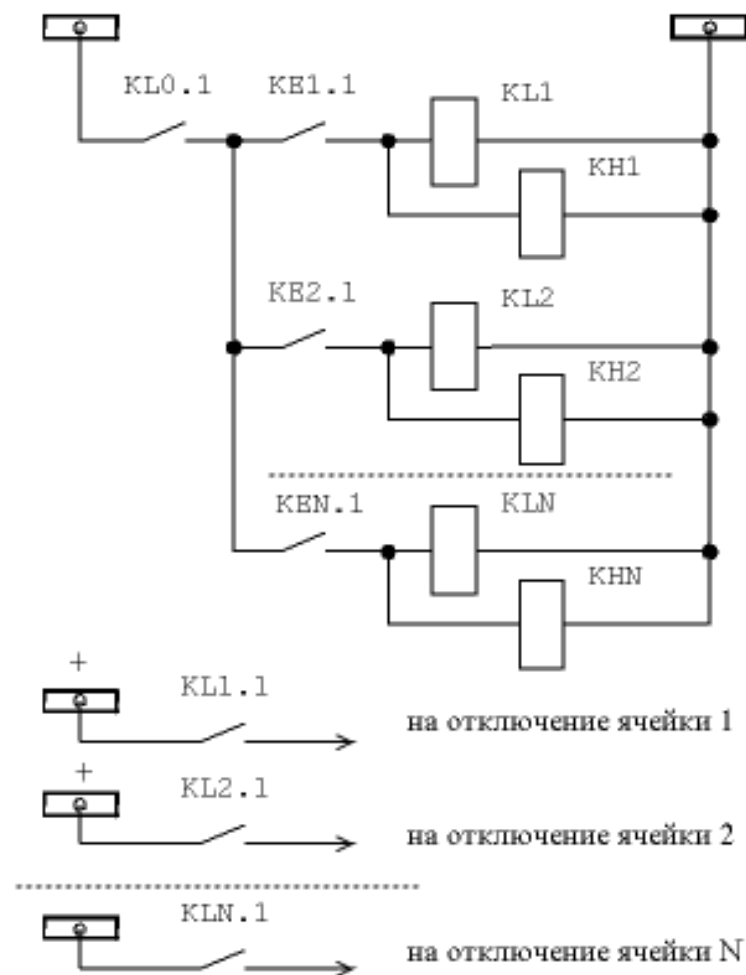 KL0.1 KE1.1 KL1
KH1
KE2.1 KL2
KH2
KEN.1 KLN
KHN
+
KL1.1
на отключение ячейки 1
+
KL2.1
на отключение ячейки 2
KLN.1
на отключение ячейки N